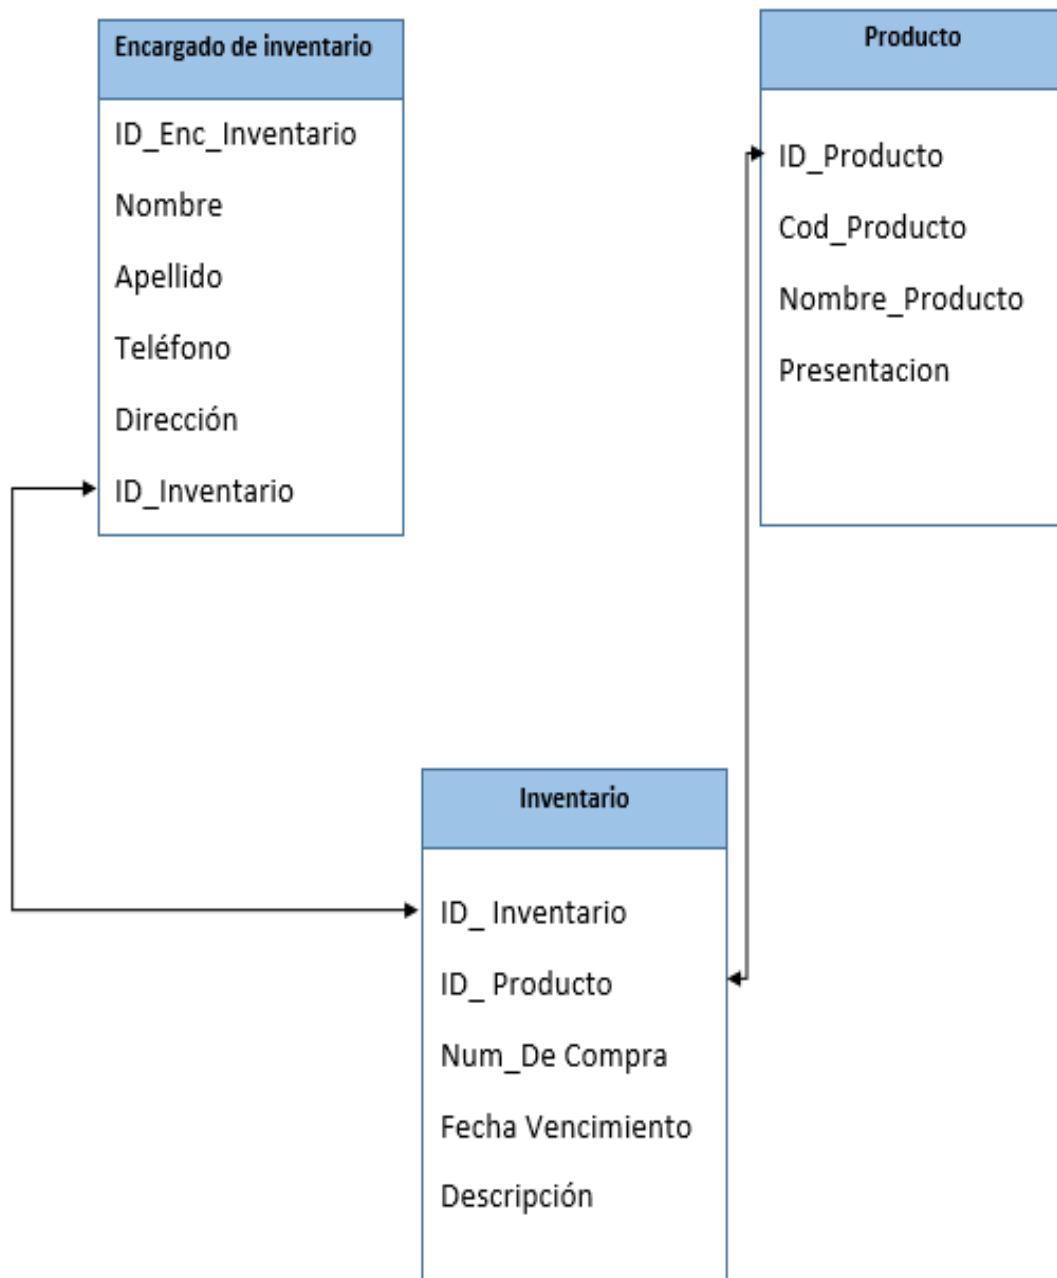 Encargado de inventario
ID_Enc_Inventario
Nombre
Apellido
Teléfono
Dirección
ID_Inventario
Producto
ID_Producto
Cod_Producto
Nombre_Producto
Presentacion
Inventario
ID_ Inventario
ID_ Producto
Num_De Compra
Fecha Vencimiento
Descripción